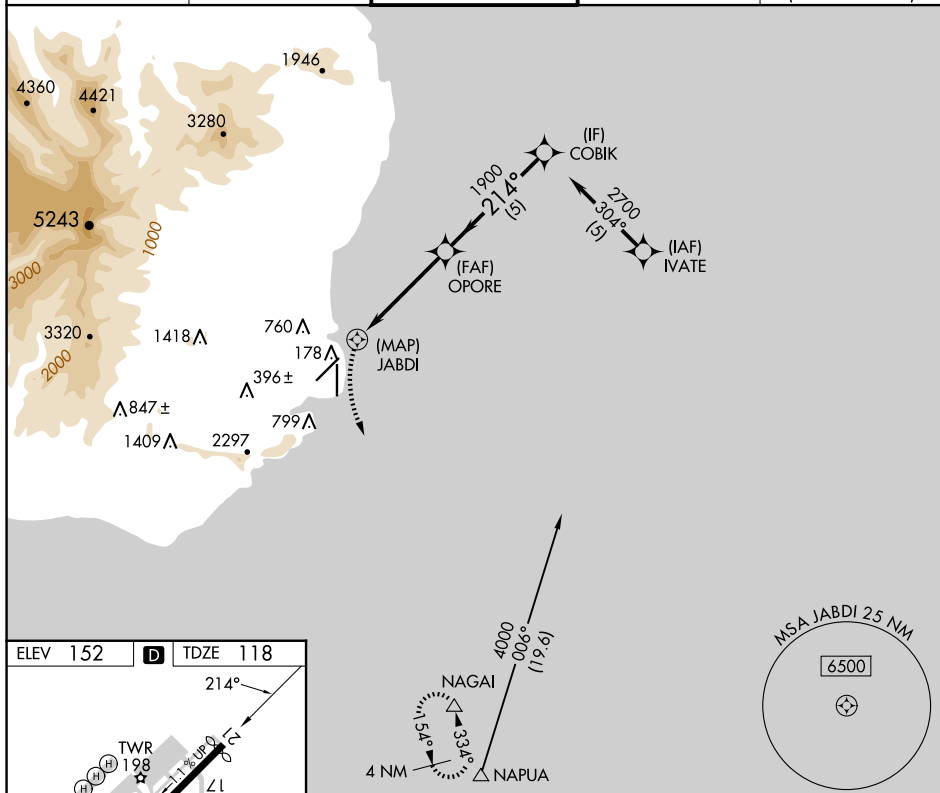 1946
4360
4421
3280
(IF)
COBIK
1900
214°
(5)
2700
304°
(5)
5243
1000
(IAF)
IVATE
(FAF)
OPORE
3000
3320
1418
760
(MAP)
JABDI
178
2000
396±
847±
799
1409
2297
4000
006°
(19.6)
MSA JABDI 25 NM
6500
NAGAI
154°
334°
4 NM
NAPUA
ELEV 152
D
TDZE 118
214°
TWR
198
1.1% UP
21
17
H
H
H